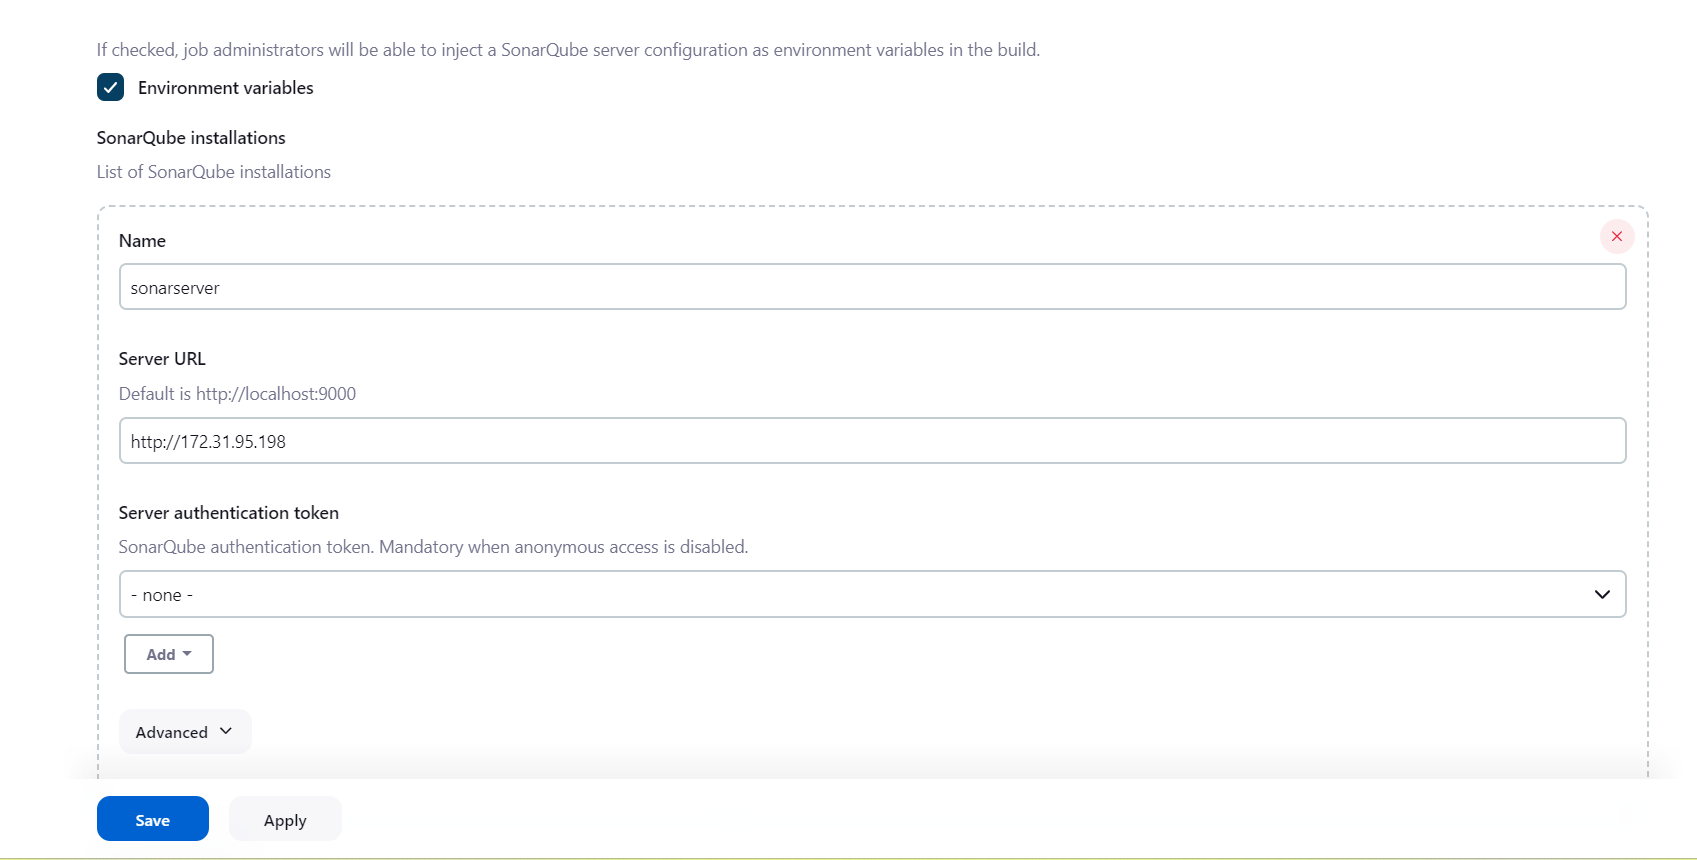 If checked, job administrators will be able to inject a SonarQube server configuration as environment variables in the build.
Environment variables
SonarQube installations
List of SonarQube installations
Name
sonarserver
Server URL
Default is http://localhost:9000
http://172.31.95.198
Server authentication token
SonarQube authentication token. Mandatory when anonymous access is disabled.
- none -
Add
Advanced
Save
Apply